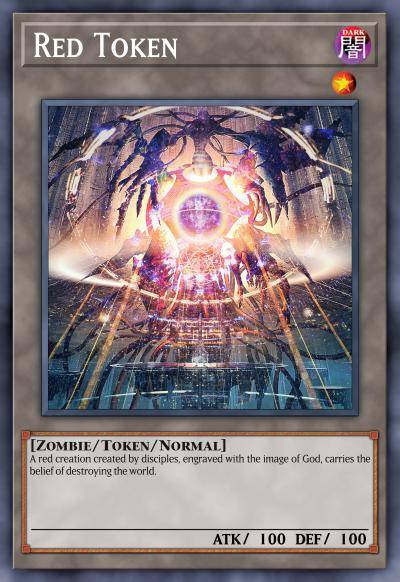 Red Token
DARK
闇
[Zombie/Token/Normal]
A red creation created by disciples, engraved with the image of God, carries the
belief of destroying the world.
ATK/ 100 DEF/ 100